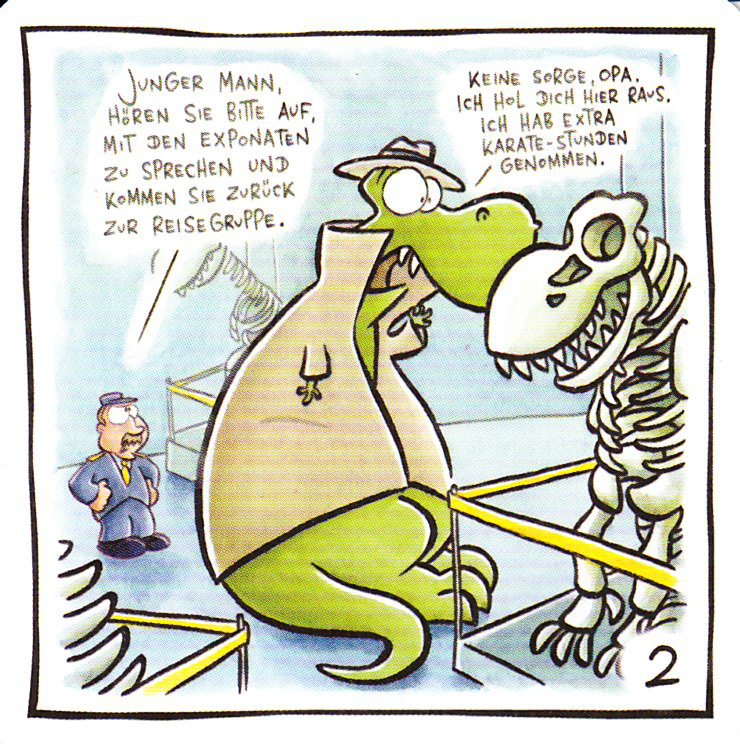 JUNGER MANN,
HÖREN SIE BITTE AUF,
MIT DEN EXPONATEN
ZU SPRECHEN UND
KOMMEN SIE ZURÜCK
ZUR REISEGRUPPE.
KEINE SORGE, OPA.
ICH HOL DICH HIER RAUS.
ICH HAB EXTRA
KARATE-STUNDEN
GENOMMEN.
2